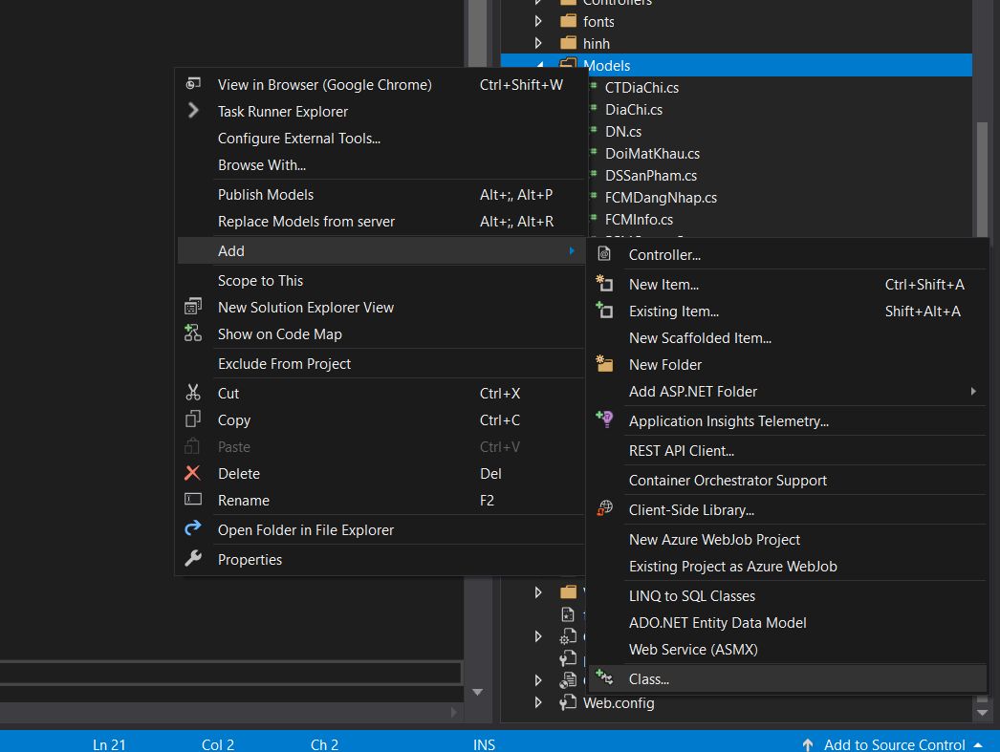 Controllers
fonts
hinh
Models
CTDiaChi.cs
DiaChi.cs
DN.cs
DoiMatKhau.cs
DSSanPham.cs
FCMDangNhap.cs
FCMInfo.cs
View in Browser (Google Chrome) Ctrl+Shift+W
Task Runner Explorer
Configure External Tools...
Browse With...
Publish Models Alt+;, Alt+P
Replace Models from server Alt+;, Alt+R
Add
Scope to This
New Solution Explorer View
Show on Code Map
Exclude From Project
Cut Ctrl+X
Copy Ctrl+C
Paste Ctrl+V
Delete Del
Rename F2
Open Folder in File Explorer
Properties
Controller...
New Item... Ctrl+Shift+A
Existing Item... Shift+Alt+A
New Scaffolded Item...
New Folder
Add ASP.NET Folder
Application Insights Telemetry...
REST API Client...
Container Orchestrator Support
Client-Side Library...
New Azure WebJob Project
Existing Project as Azure WebJob
LINQ to SQL Classes
ADO.NET Entity Data Model
Web Service (ASMX)
Class...
Web.config
Ln 21 Col 2 Ch 2 INS Add to Source Control